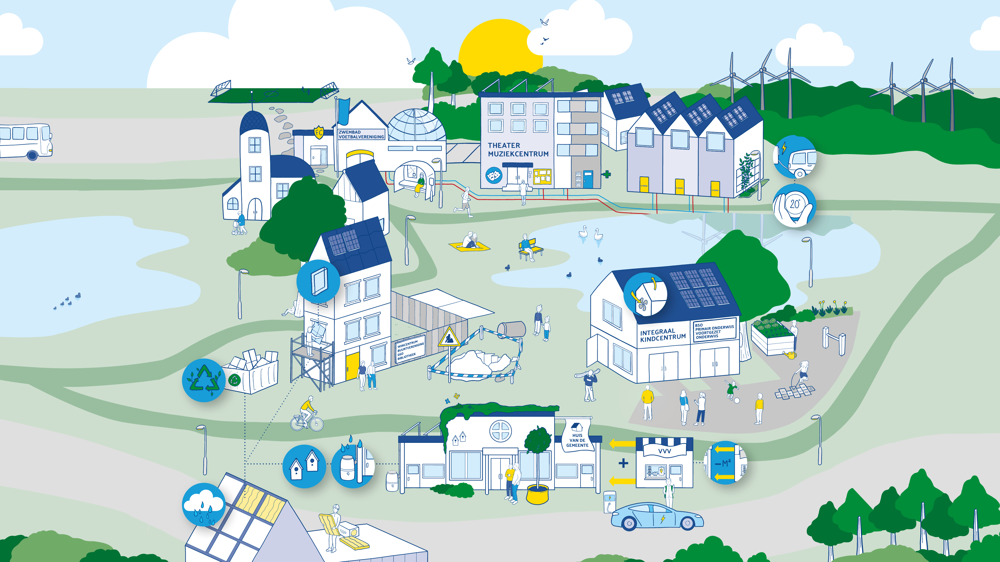 FC
ZWEMBAD
VOETBALVERENIGING
THEATER
MUZIEKCENTRUM
20°
WIJKCENTRUM
BUURTVERENIGING
GGD
BIBLIOTHEEK
INTEGRAAL
KINDCENTRUM
BSO
PRIMAIR ONDERWIJS
VOORTGEZET
ONDERWIJS
HUIS
VAN DE
GEMEENTE
+
VVV
-M²